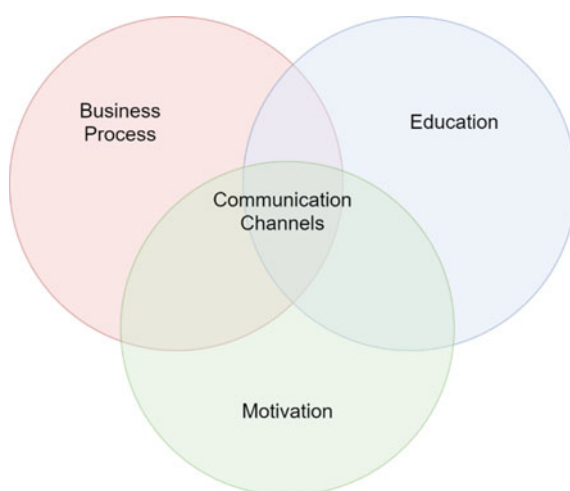 Business
Process
Education
Communication
Channels
Motivation